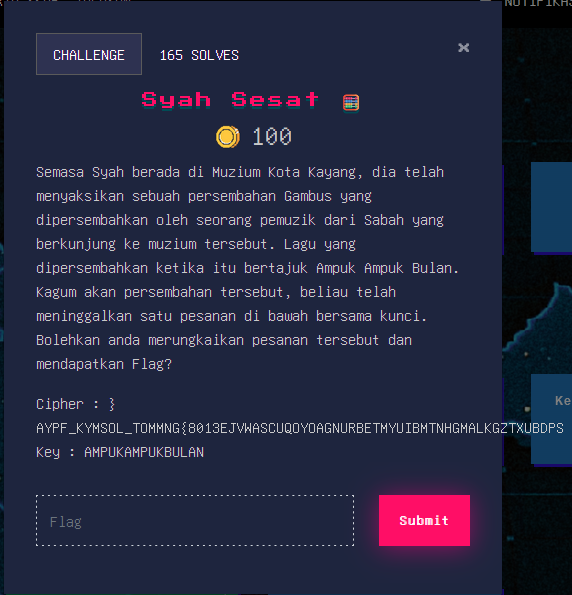 CHALLENGE
165 SOLVES
Syah Sesat
100
Semasa Syah berada di Muzium Kota Kayang, dia telah
menyaksikan sebuah persembahan Gambus yang
dipersembahkan oleh seorang pemuzik dari Sabah yang
berkunjung ke muzium tersebut. Lagu yang
dipersembahkan ketika itu bertajuk Ampuk Ampuk Bulan.
Kagum akan persembahan tersebut, beliau telah
meninggalkan satu pesanan di bawah bersama kunci.
Bolehkan anda merungkaikan pesanan tersebut dan
mendapatkan Flag?
Cipher : }
AYPF_KYMSOL_TOMMNG{8013EJVWASCUQOYOAGNURBETMYUIBMTNHGMALKGZTXUBDPS
Key : AMPUKAMPUKBULAN
Flag
Submit